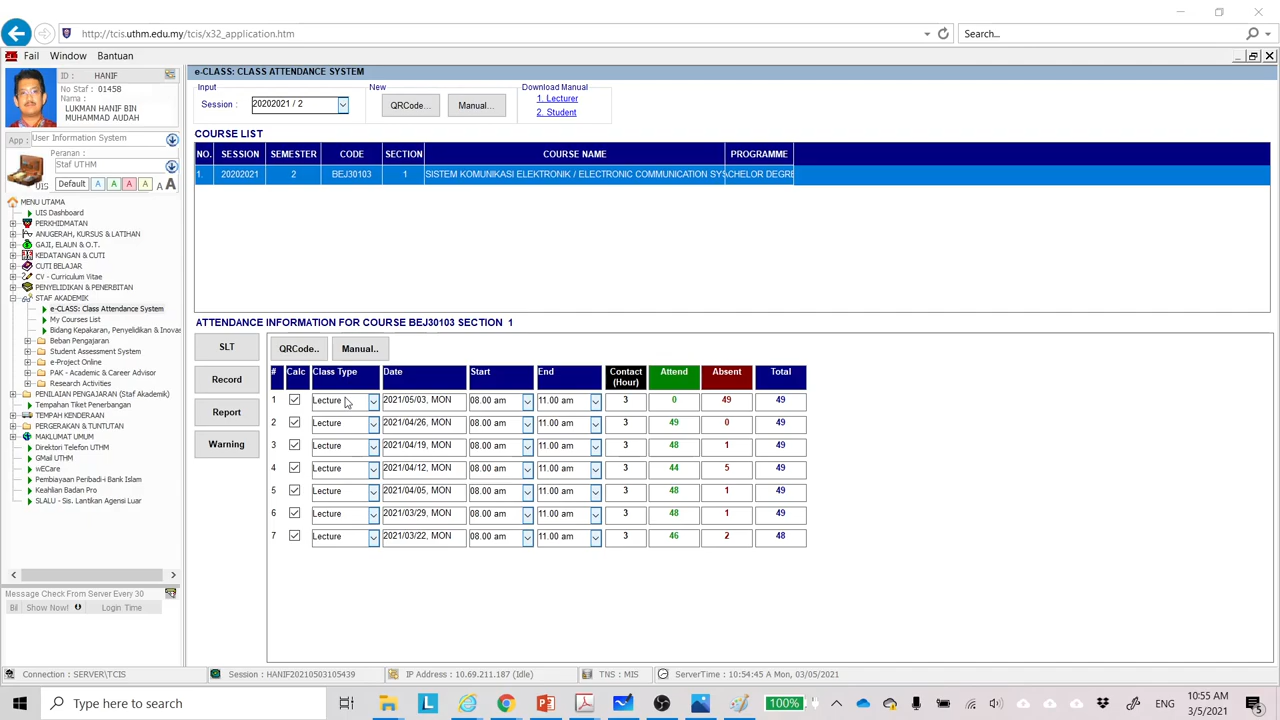 http://tcis.uthm.edu.my/tcis/x32_application.htm
Search...
Fail Window Bantuan
ID : HANIF
No Staf : 01458
Nama :
LUKMAN HANIF BIN
MUHAMMAD AUDAH
App : User Information System
Peranan :
Staf UTHM
UIS Default A A A A A A
MENU UTAMA
UIS Dashboard
PERKHIDMATAN
ANUGERAH, KURSUS & LATIHAN
GAJI, ELAUN & O.T.
KEDATANGAN & CUTI
CUTI BELAJAR
CV - Curriculum Vitae
PENYELIDIKAN & PENERBITAN
STAF AKADEMIK
e-CLASS: Class Attendance System
My Courses List
Bidang Kepakaran, Penyelidikan & Inovas
Beban Pengajaran
Student Assessment System
e-Project Online
PAK - Academic & Career Advisor
Research Activities
PENILAIAN PENGAJARAN (Staf Akademik)
Tempahan Tiket Penerbangan
TEMPAH KENDERAAN
PERGERAKAN & TUNTUTAN
MAKLUMAT UMUM
Direktori Telefon UTHM
GMail UTHM
wECare
Pembiayaan Peribadi-i Bank Islam
Keahlian Badan Pro
SLALU - Sis. Lantikan Agensi Luar
Message Check From Server Every 30
Bil Show Now! Login Time
e-CLASS: CLASS ATTENDANCE SYSTEM
Input New Download Manual
Session : 20202021 / 2 QRCode... Manual... 1. Lecturer
2. Student
COURSE LIST
NO. SESSION SEMESTER CODE SECTION COURSE NAME PROGRAMME
1. 20202021 2 BEJ30103 1 SISTEM KOMUNIKASI ELEKTRONIK / ELECTRONIC COMMUNICATION SYS ACHELOR DEGRE
ATTENDANCE INFORMATION FOR COURSE BEJ30103 SECTION 1
SLT
Record
Report
Warning
QRCode.. Manual..
# Calc Class Type Date Start End Contact (Hour) Attend Absent Total
1 Lecture 2021/05/03, MON 08.00 am 11.00 am 3 0 49 49
2 Lecture 2021/04/26, MON 08.00 am 11.00 am 3 49 0 49
3 Lecture 2021/04/19, MON 08.00 am 11.00 am 3 48 1 49
4 Lecture 2021/04/12, MON 08.00 am 11.00 am 3 44 5 49
5 Lecture 2021/04/05, MON 08.00 am 11.00 am 3 48 1 49
6 Lecture 2021/03/29, MON 08.00 am 11.00 am 3 48 1 49
7 Lecture 2021/03/22, MON 08.00 am 11.00 am 3 46 2 48
Connection : SERVER\TCIS Session : HANIF20210503105439 IP Address : 10.69.211.187 (Idle) TNS : MIS ServerTime : 10:54:45 A Mon, 03/05/2021
Type here to search 100% ENG 10:55 AM
3/5/2021 5